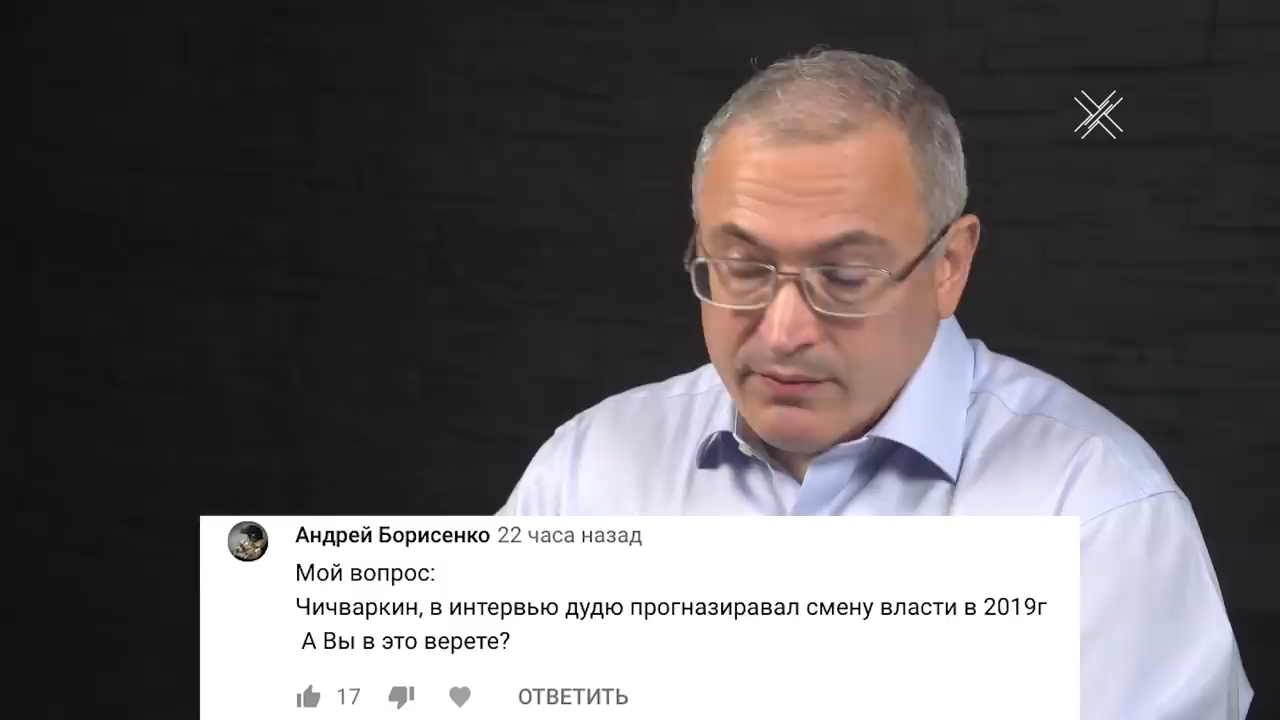 Андрей Борисенко 22 часа назад
Мой вопрос:
Чичваркин, в интервью дудю прогназиравал смену власти в 2019г
А Вы в это верете?
17 ОТВЕТИТЬ